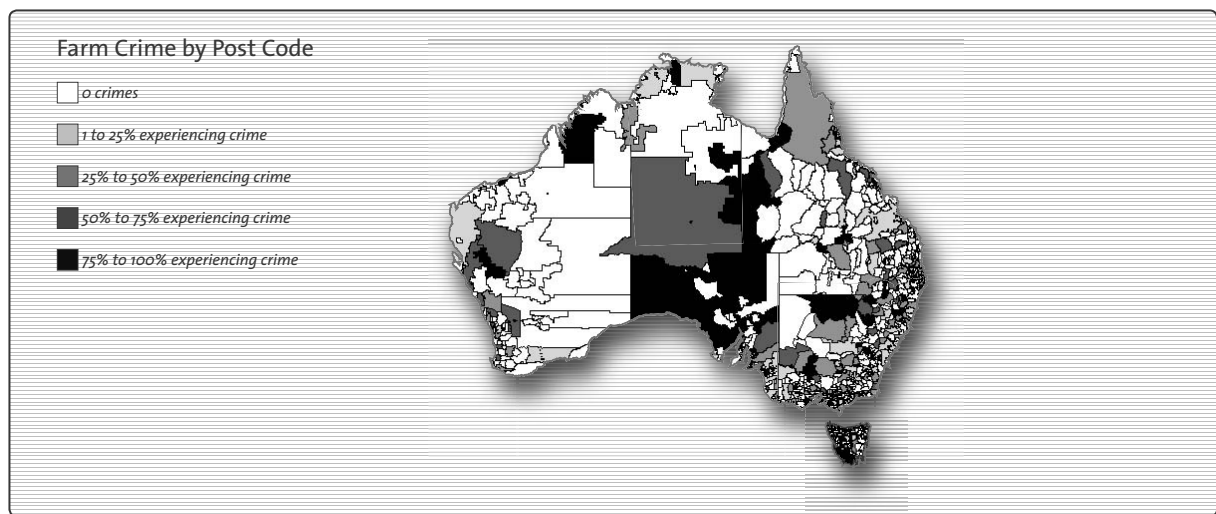 Farm Crime by Post Code
0 crimes
1 to 25% experiencing crime
25% to 50% experiencing crime
50% to 75% experiencing crime
75% to 100% experiencing crime